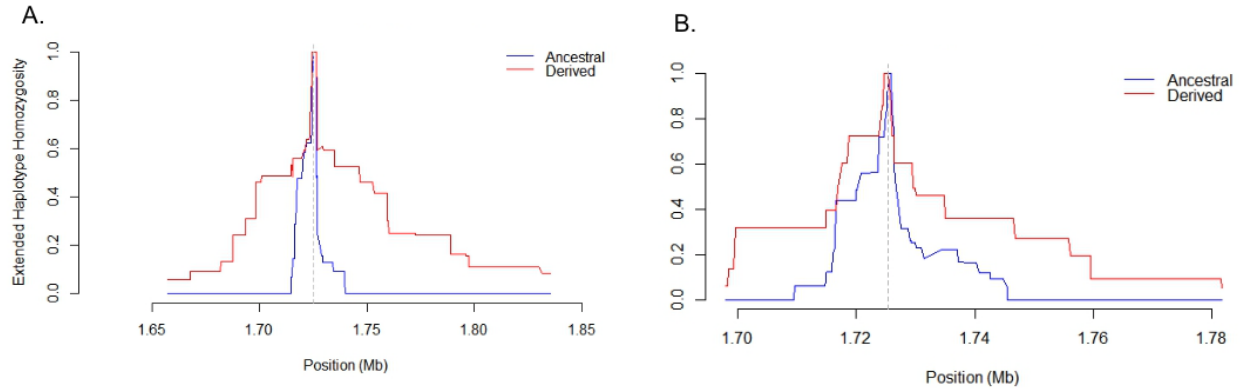 A.
Extended Haplotype Homozygosity
0.0 0.2 0.4 0.6 0.8 1.0
Ancestral
Derived
1.65 1.70 1.75 1.80 1.85
Position (Mb)
B.
0.0 0.2 0.4 0.6 0.8 1.0
Ancestral
Derived
1.70 1.72 1.74 1.76 1.78
Position (Mb)